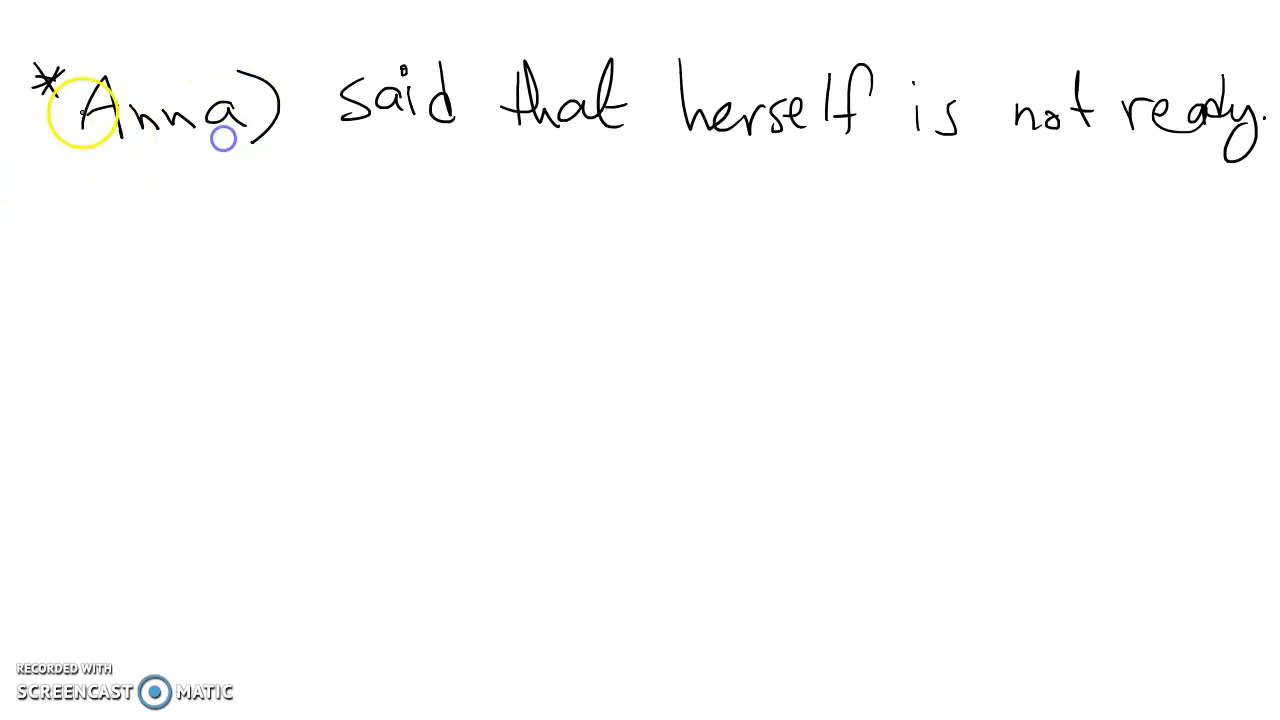 *Anna) said that herself is not ready.
RECORDED WITH
SCREENCAST MATIC